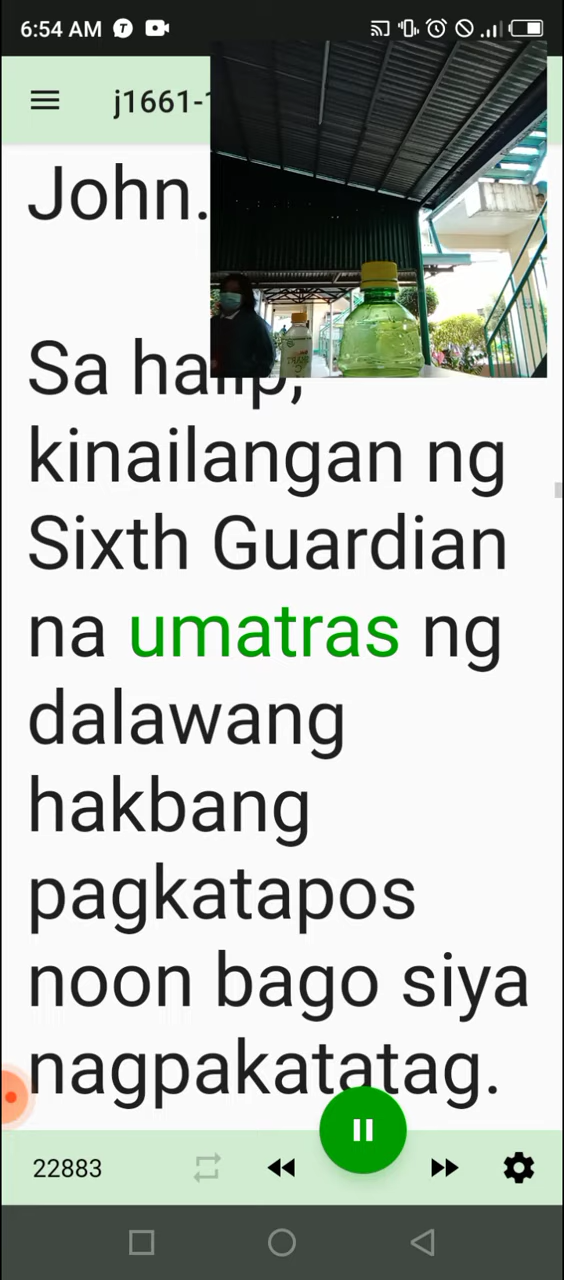 6:54 AM
j1661-1
John.
Sa halip,
kinailangan ng
Sixth Guardian
na umatras ng
dalawang
hakbang
pagkatapos
noon bago siya
nagpakatatag.
22883